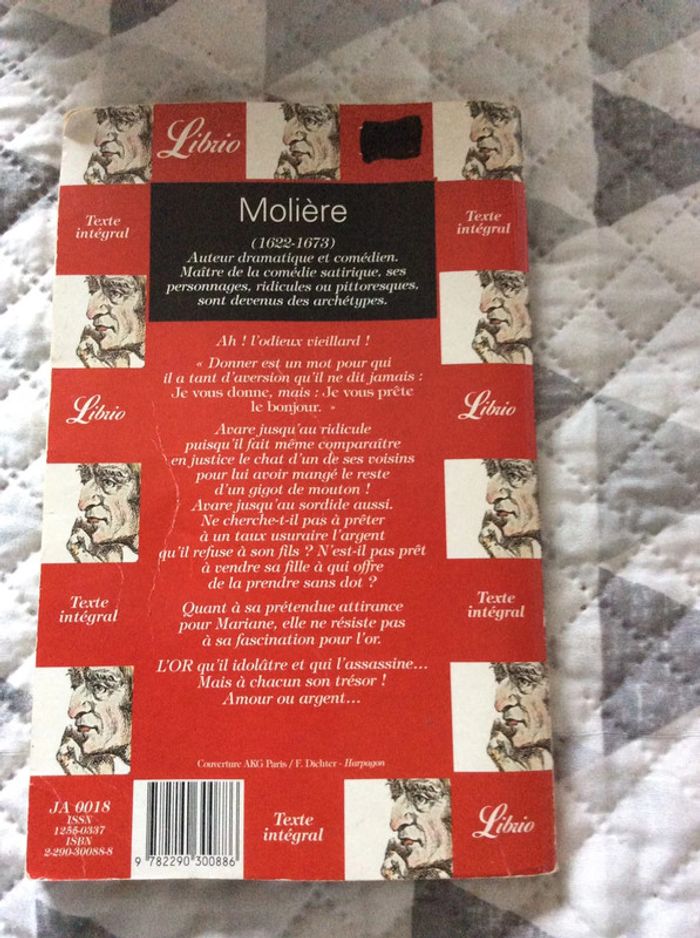 Librio
Texte
intégral
Texte
intégral
Molière
(1622-1673)
Auteur dramatique et comédien.
Maître de la comédie satirique, ses
personnages, ridicules ou pittoresques,
sont devenus des archétypes.
Ah ! l'odieux vieillard !
« Donner est un mot pour qui
il a tant d'aversion qu'il ne dit jamais :
Je vous donne, mais : Je vous prête
le bonjour. »
Librio
Librio
Avare jusqu'au ridicule
puisqu'il fait même comparaître
en justice le chat d'un de ses voisins
pour lui avoir mangé le reste
d'un gigot de mouton !
Avare jusqu'au sordide aussi.
Ne cherche-t-il pas à prêter
à un taux usuraire l'argent
qu'il refuse à son fils ? N'est-il pas prêt
à vendre sa fille à qui offre
de la prendre sans dot ?
Texte
intégral
Texte
intégral
Quant à sa prétendue attirance
pour Mariane, elle ne résiste pas
à sa fascination pour l'or.
L'OR qu'il idolâtre et qui l'assassine...
Mais à chacun son trésor !
Amour ou argent...
Couverture AKG Paris / F. Dichter - Harpagon
JA 0018
ISSN
1255-0337
ISBN
2-290-30088-8
9 782290 300886
Texte
intégral
Librio